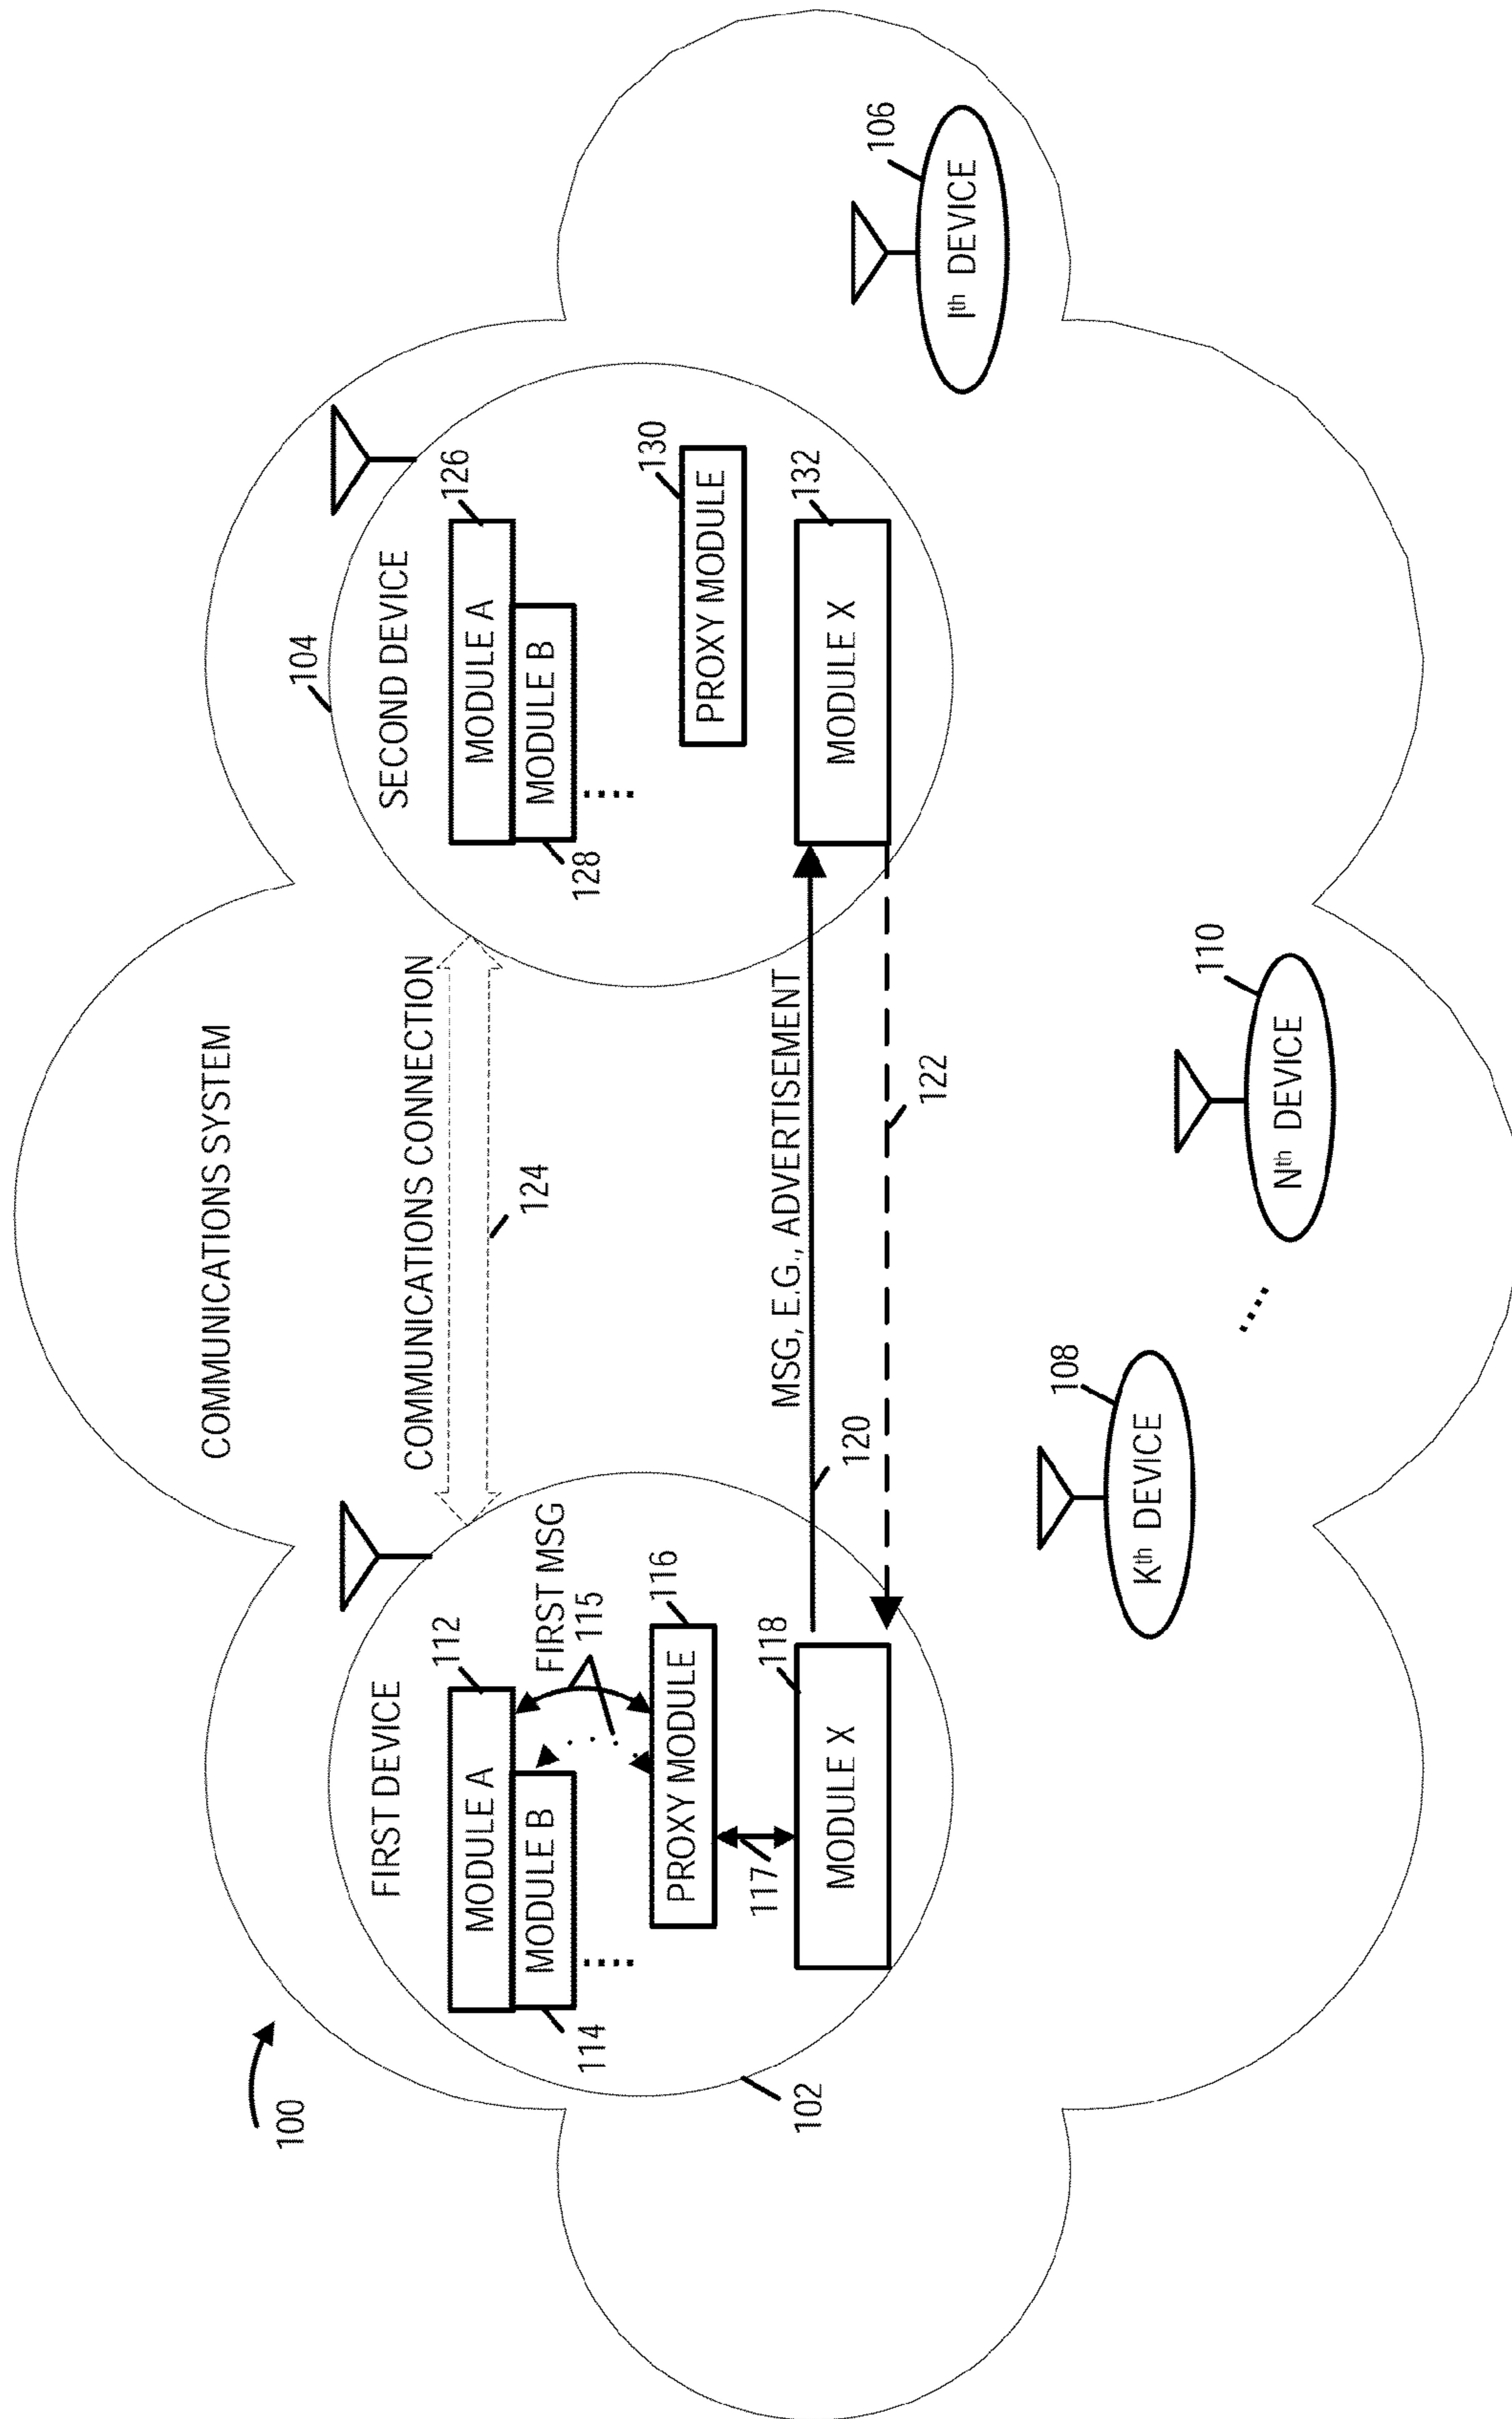 100
COMMUNICATIONS SYSTEM
FIRST DEVICE
102
MODULE A
112
MODULE B
114
FIRST MSG
115
PROXY MODULE
116
117
MODULE X
118
COMMUNICATIONS CONNECTION
124
MSG, E.G., ADVERTISEMENT
120
122
SECOND DEVICE
104
MODULE A
126
MODULE B
128
PROXY MODULE
130
MODULE X
132
Kth DEVICE
108
Nth DEVICE
110
Ith DEVICE
106